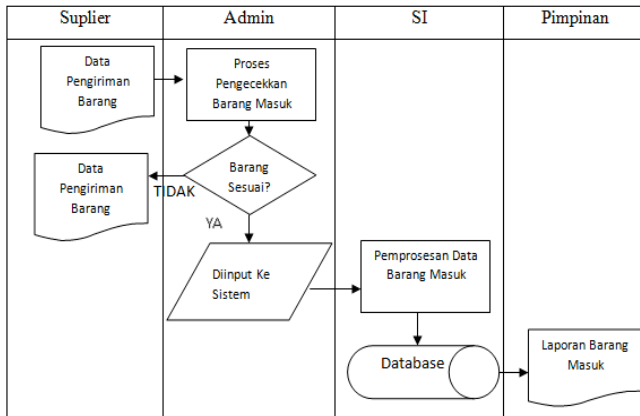 Suplier
Admin
SI
Pimpinan
Data
Pengiriman
Barang
Proses
Pengecekkan
Barang Masuk
Data
Pengiriman
Barang
TIDAK
Barang
Sesuai?
YA
Diinput Ke
Sistem
Pemprosesan Data
Barang Masuk
Database
Laporan Barang
Masuk